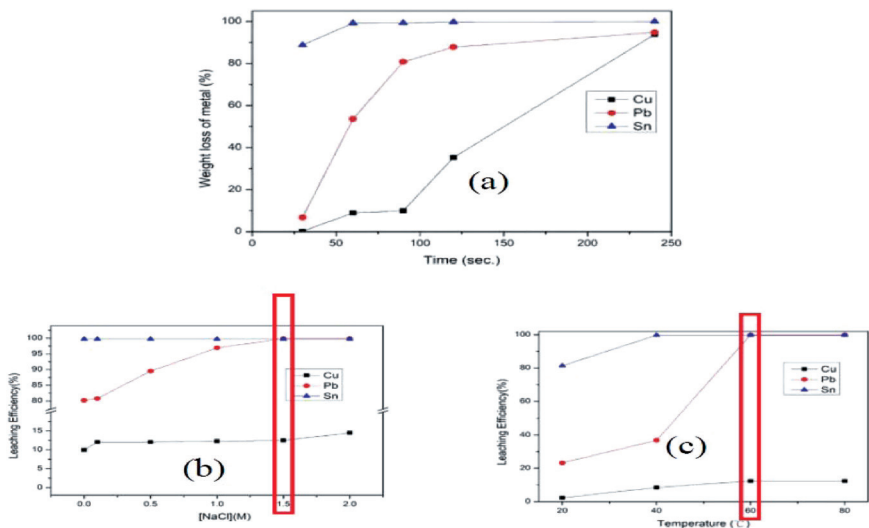 100
80
60
40
20
0
Weight loss of metal (%)
Cu
Pb
Sn
(a)
0 50 100 150 200 250
Time (sec.)
100
95
90
85
80
15
10
5
0
Leaching Efficiency(%)
Cu
Pb
Sn
(b)
0.0 0.5 1.0 1.5 2.0
[NaCl](M)
100
80
60
40
20
0
Leaching Efficiency(%)
Cu
Pb
Sn
(c)
20 40 60 80
Temperature (℃)